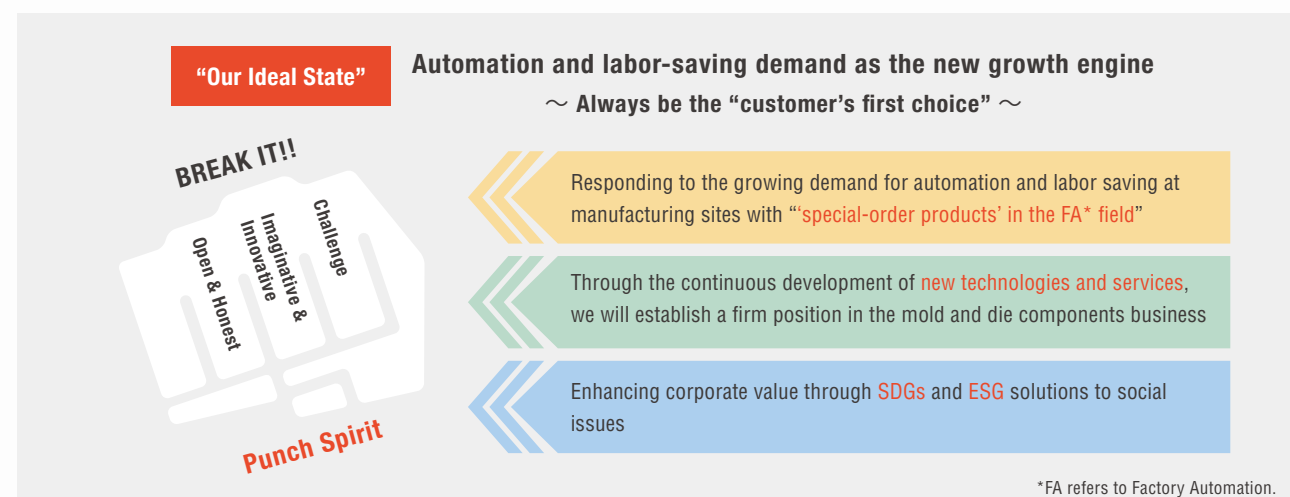 “Our Ideal State”
Automation and labor-saving demand as the new growth engine
～ Always be the “customer’s first choice” ～
BREAK IT!!
Open & Honest
Imaginative &
Innovative
Challenge
Punch Spirit
Responding to the growing demand for automation and labor saving at
manufacturing sites with “‘special-order products’ in the FA* field”
Through the continuous development of new technologies and services,
we will establish a firm position in the mold and die components business
Enhancing corporate value through SDGs and ESG solutions to social
issues
*FA refers to Factory Automation.